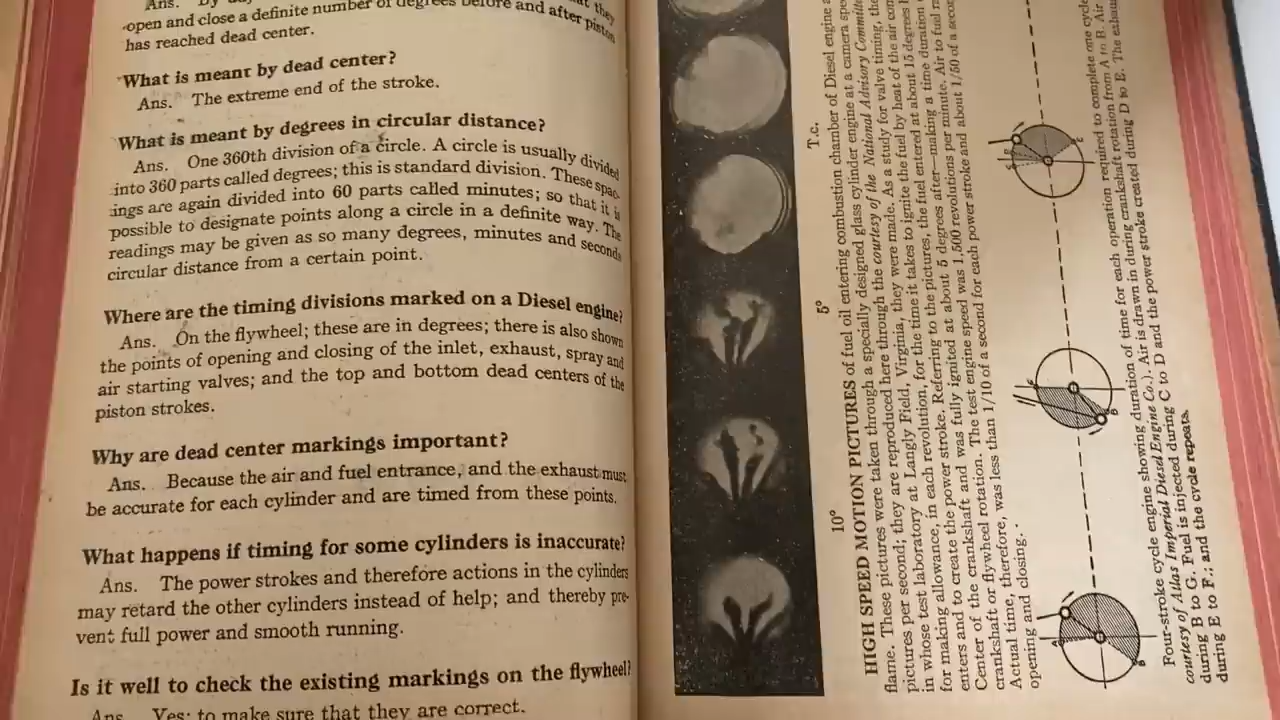 Ans. By
open and close a definite number of degrees before and after piston
has reached dead center.
What is meant by dead center?
Ans. The extreme end of the stroke.
What is meant by degrees in circular distance?
Ans. One 360th division of a circle. A circle is usually divided
into 360 parts called degrees; this is standard division. These spac-
ings are again divided into 60 parts called minutes; so that it is
possible to designate points along a circle in a definite way. The
readings may be given as so many degrees, minutes and seconds
circular distance from a certain point.
Where are the timing divisions marked on a Diesel engine?
Ans. On the flywheel; these are in degrees; there is also shown
the points of opening and closing of the inlet, exhaust, spray and
air starting valves; and the top and bottom dead centers of the
piston strokes.
Why are dead center markings important?
Ans. Because the air and fuel entrance, and the exhaust must
be accurate for each cylinder and are timed from these points.
What happens if timing for some cylinders is inaccurate?
Ans. The power strokes and therefore actions in the cylinders
may retard the other cylinders instead of help; and thereby pre-
vent full power and smooth running.
Is it well to check the existing markings on the flywheel?
Ans. Yes; to make sure that they are correct.
10° 5° T.c.
HIGH SPEED MOTION PICTURES of fuel oil entering combustion chamber of Diesel engine
flame. These pictures were taken through a specially designed glass cylinder engine at a camera
pictures per second; they are reproduced here through the courtesy of the National Advisory
in whose test laboratory at Langly Field, Virginia, they were made. As a study for valve timing,
for making allowance, in each revolution, for the time it takes to ignite the fuel by heat of the air
enters and to create the power stroke. Referring to the pictures, the fuel entered at about 15 degrees
Center of the crankshaft and was fully ignited at about 5 degrees after—making a time duration
crankshaft or flywheel rotation. The test engine speed was 1,500 revolutions per minute. Air to fuel
Actual time, therefore, was less than 1/10 of a second for each power stroke and about 1/50 of a
opening and closing.
Four-stroke cycle engine showing duration of time for each operation required to complete one
courtesy of Atlas Imperial Diesel Engine Co.). Air is drawn in during crankshaft rotation from A to B. Air
during B to G. Fuel is injected during C to D and the power stroke created during D to E. The
during E to F.; and the cycle repeats.